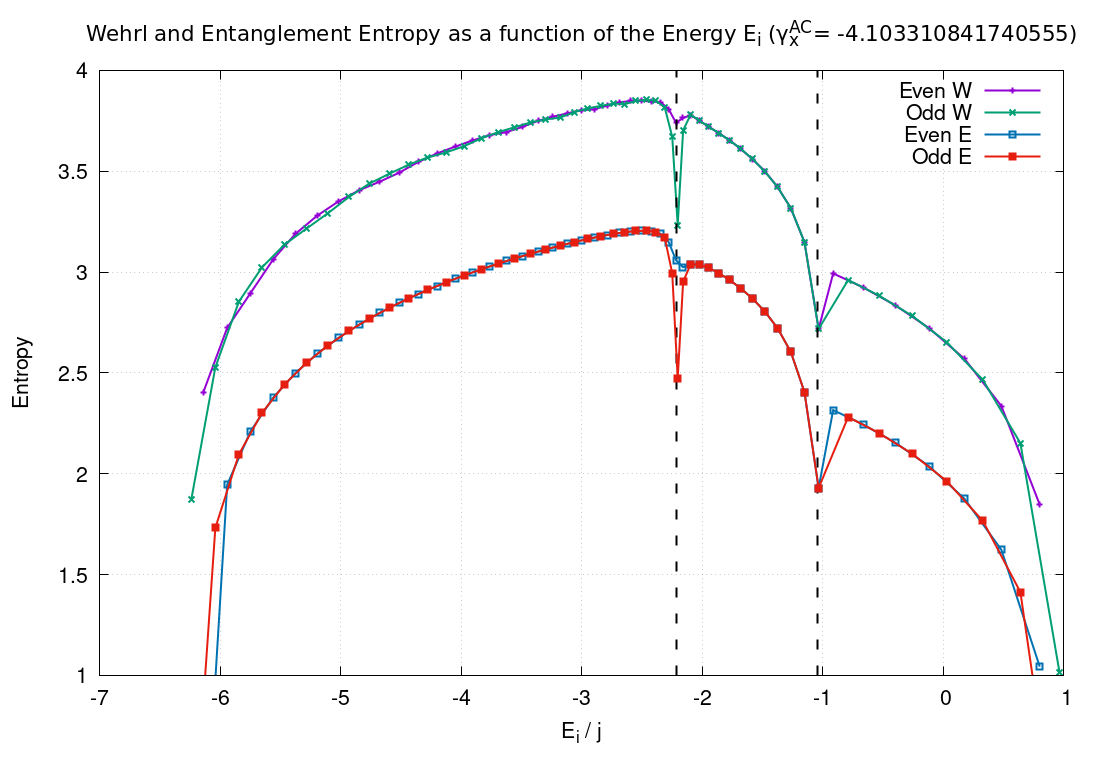 Wehrl and Entanglement Entropy as a function of the Energy Eᵢ (γₓᴬᶜ= -4.103310841740555)
Even W
Odd W
Even E
Odd E
4
3.5
3
2.5
2
1.5
1
Entropy
-7 -6 -5 -4 -3 -2 -1 0 1
Eᵢ / j